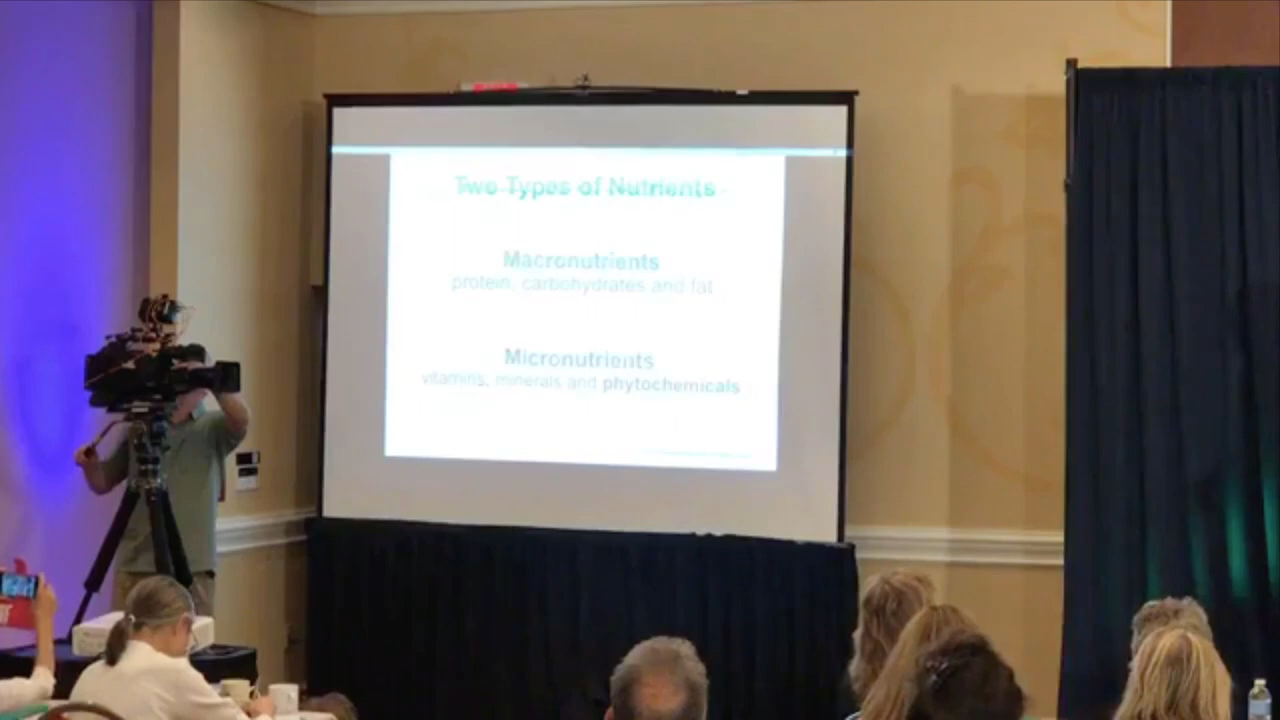 Two Types of Nutrients
Macronutrients
protein, carbohydrates and fat
Micronutrients
vitamins, minerals and phytochemicals